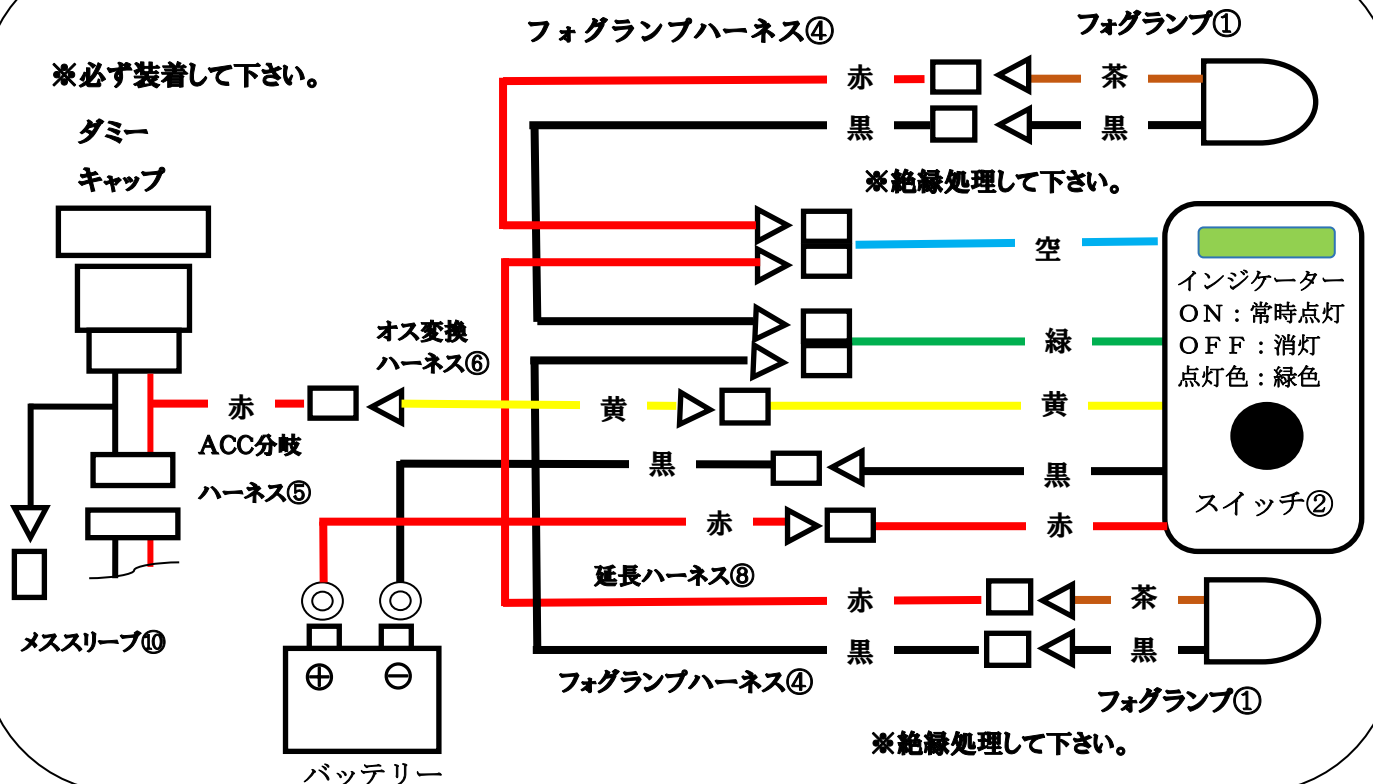 フォグランプハーネス④
フォグランプ①
※必ず装着して下さい。
ダミー
キャップ
赤
茶
黒
黒
※絶縁処理して下さい。
空
インジケーター
ON：常時点灯
OFF：消灯
点灯色：緑色
スイッチ②
緑
オス変換
ハーネス⑥
黄
黄
赤
ACC分岐
ハーネス⑤
黒
黒
赤
赤
延長ハーネス⑧
赤
茶
黒
黒
メススリーブ⑩
フォグランプハーネス④
フォグランプ①
※絶縁処理して下さい。
⊕
⊖
バッテリー